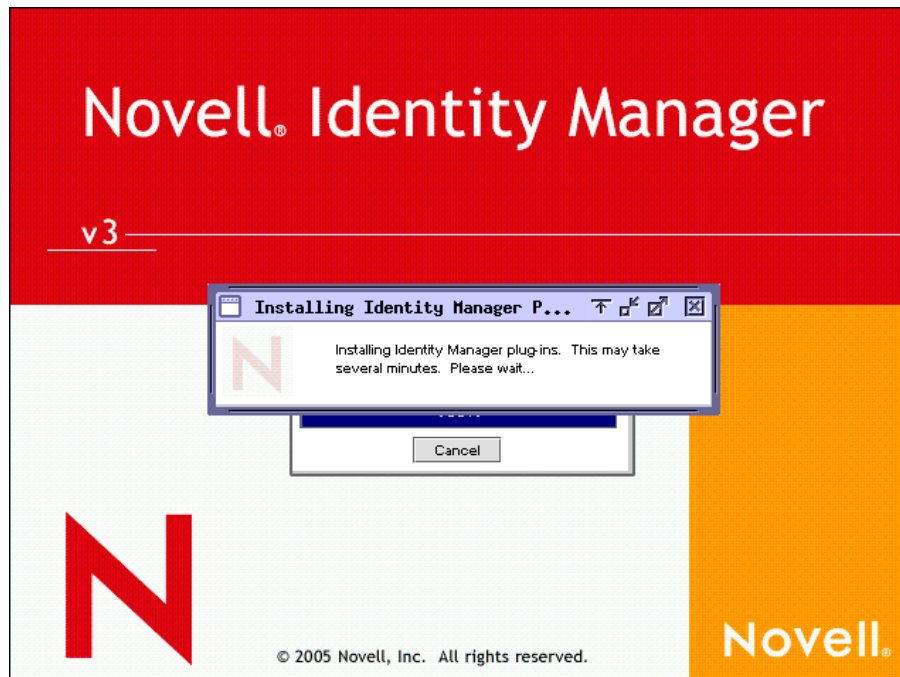 Novell® Identity Manager
v3
Installing Identity Manager P...
Installing Identity Manager plug-ins. This may take
several minutes. Please wait...
Cancel
© 2005 Novell, Inc. All rights reserved.
Novell®